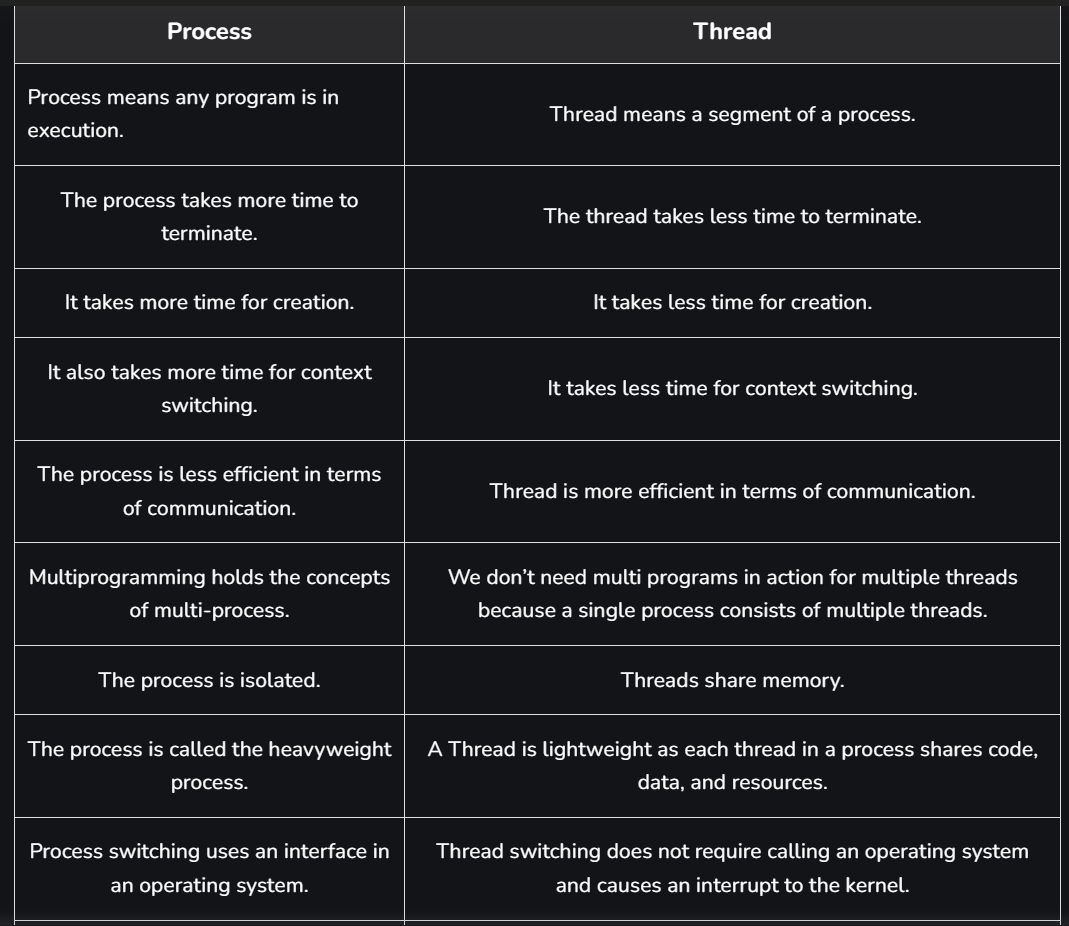 Process
Thread
Process means any program is in
execution.
Thread means a segment of a process.
The process takes more time to
terminate.
The thread takes less time to terminate.
It takes more time for creation.
It takes less time for creation.
It also takes more time for context
switching.
It takes less time for context switching.
The process is less efficient in terms
of communication.
Thread is more efficient in terms of communication.
Multiprogramming holds the concepts
of multi-process.
We don’t need multi programs in action for multiple threads
because a single process consists of multiple threads.
The process is isolated.
Threads share memory.
The process is called the heavyweight
process.
A Thread is lightweight as each thread in a process shares code,
data, and resources.
Process switching uses an interface in
an operating system.
Thread switching does not require calling an operating system
and causes an interrupt to the kernel.